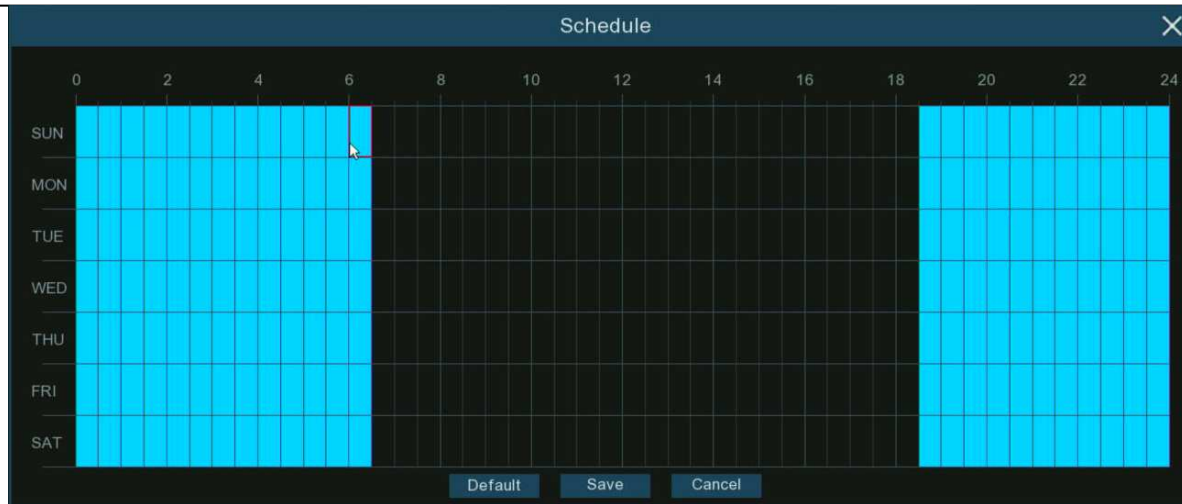 Schedule
0 2 4 6 8 10 12 14 16 18 20 22 24
SUN
MON
TUE
WED
THU
FRI
SAT
Default Save Cancel